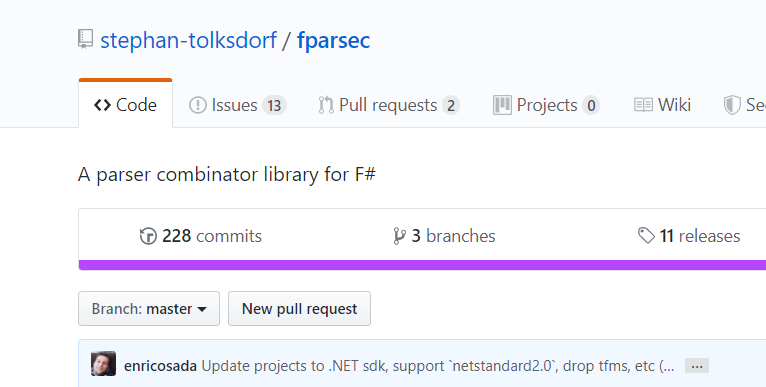 stephan-tolksdorf / fparsec
Code Issues 13 Pull requests 2 Projects 0 Wiki Se
A parser combinator library for F#
228 commits 3 branches 11 releases
Branch: master New pull request
enricosada Update projects to .NET sdk, support `netstandard2.0`, drop tfms, etc (… ...